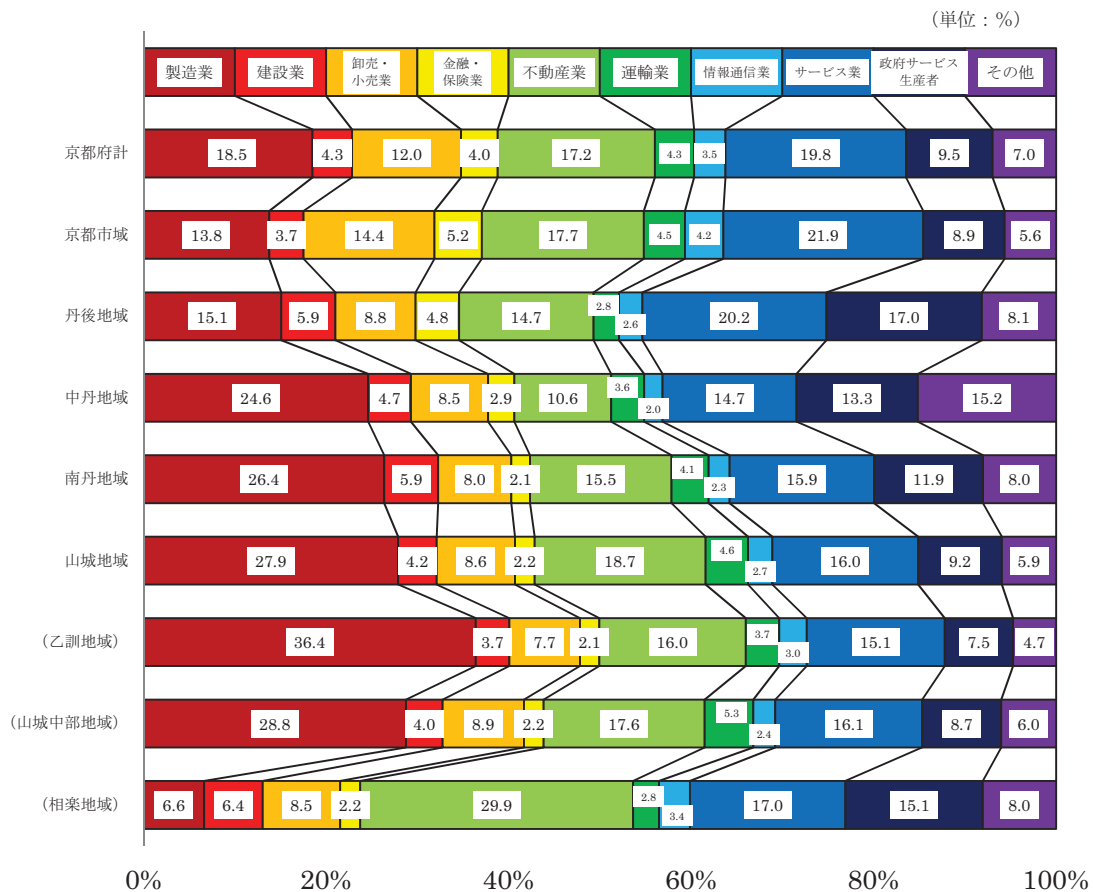 （単位：%）
製造業 建設業 卸売・小売業 金融・保険業 不動産業 運輸業 情報通信業 サービス業 政府サービス生産者 その他
京都府計 18.5 4.3 12.0 4.0 17.2 4.3 3.5 19.8 9.5 7.0
京都市域 13.8 3.7 14.4 5.2 17.7 4.5 4.2 21.9 8.9 5.6
丹後地域 15.1 5.9 8.8 4.8 14.7 2.8 2.6 20.2 17.0 8.1
中丹地域 24.6 4.7 8.5 2.9 10.6 3.6 2.0 14.7 13.3 15.2
南丹地域 26.4 5.9 8.0 2.1 15.5 4.1 2.3 15.9 11.9 8.0
山城地域 27.9 4.2 8.6 2.2 18.7 4.6 2.7 16.0 9.2 5.9
（乙訓地域） 36.4 3.7 7.7 2.1 16.0 3.7 3.0 15.1 7.5 4.7
（山城中部地域） 28.8 4.0 8.9 2.2 17.6 5.3 2.4 16.1 8.7 6.0
（相楽地域） 6.6 6.4 8.5 2.2 29.9 2.8 3.4 17.0 15.1 8.0
0% 20% 40% 60% 80% 100%